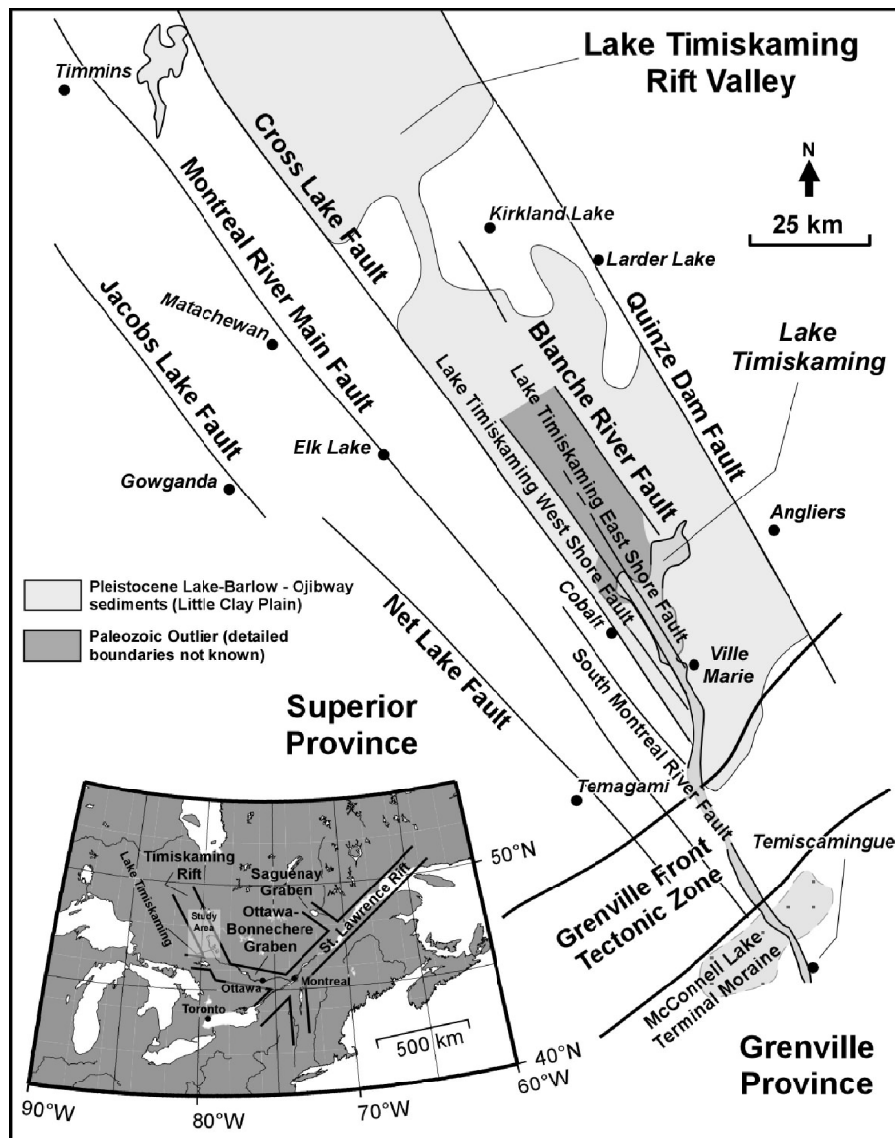 Lake Timiskaming
Rift Valley
Timmins
N
25 km
Cross Lake Fault
Montreal River Main Fault
Kirkland Lake
Larder Lake
Quinze Dam Fault
Jacobs Lake Fault
Matachewan
Lake
Timiskaming
Blanche River Fault
Lake Timiskaming West Shore Fault
Lake Timiskaming East Shore Fault
Elk Lake
Gowganda
Angliers
Pleistocene Lake-Barlow - Ojibway
sediments (Little Clay Plain)
Paleozoic Outlier (detailed
boundaries not known)
Net Lake Fault
Cobalt
Ville
Marie
South Montreal River Fault
Superior
Province
Temagami
Temiscamingue
Grenville Front
Tectonic Zone
McConnell Lake
Terminal Moraine
Grenville
Province
Timiskaming
Rift
Lake Timiskaming
Study
Area
Saguenay
Graben
Ottawa-
Bonnechere
Graben
St. Lawrence Rift
Ottawa
Montreal
Toronto
500 km
50°N
40°N
60°W
90°W
80°W
70°W